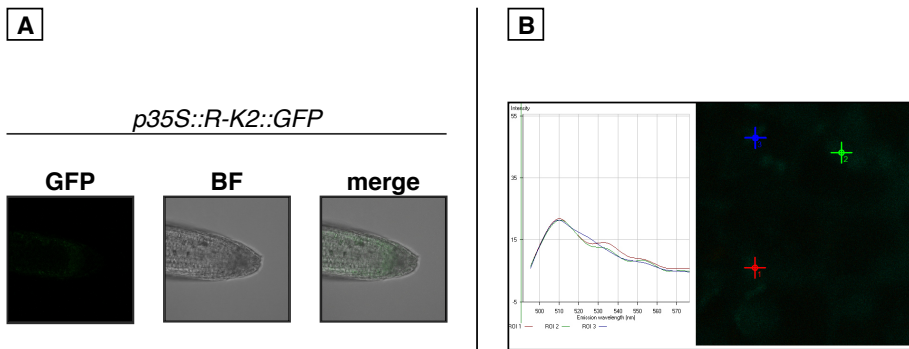 A
B
p35S::R-K2::GFP
GFP BF merge
Intensity
55
35
15
-5
500 510 520 530 540 550 560 570
Emission wavelength [nm]
ROI 1 ROI 2 ROI 3
3
2
1